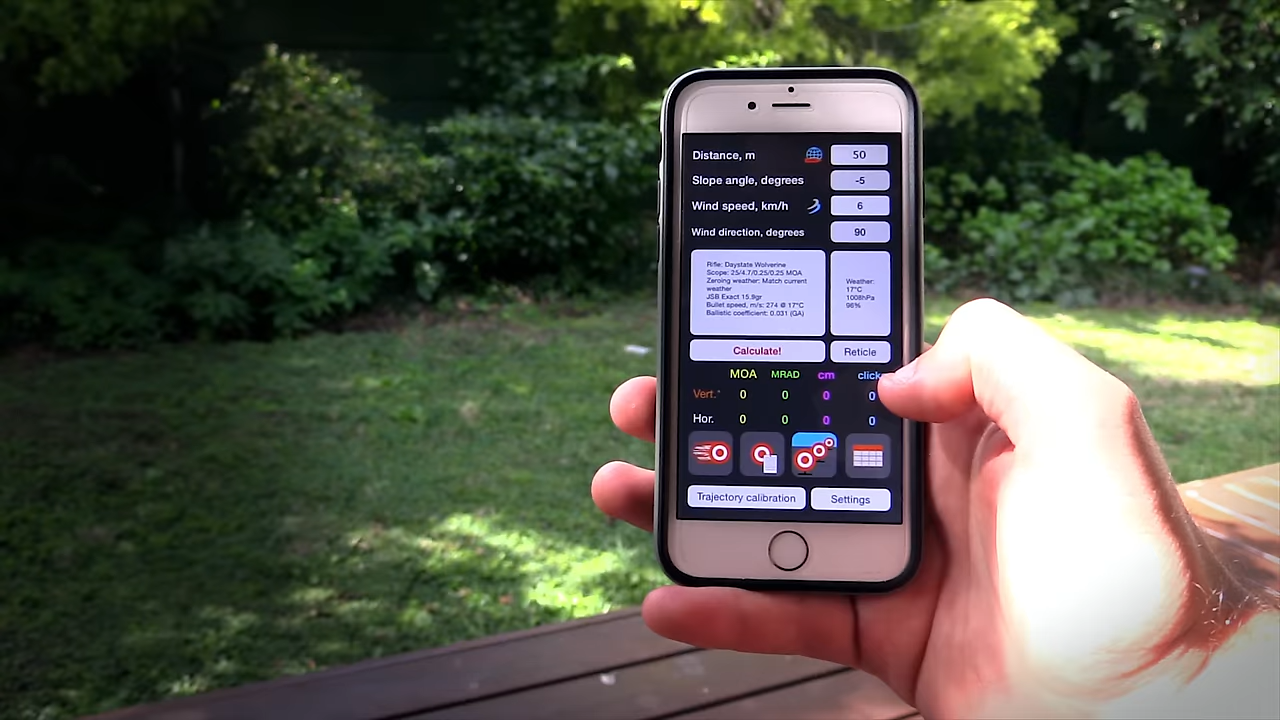 Distance, m 50
Slope angle, degrees -5
Wind speed, km/h 6
Wind direction, degrees 90
Rifle: Daystate Wolverine
Scope: 25/4.7/0.25/0.25 MOA
Zeroing weather: Match current
weather
JSB Exact 15.9gr
Bullet speed, m/s: 274 @ 17°C
Ballistic coefficient: 0.031 (GA)
Weather:
17°C
1008hPa
96%
Calculate! Reticle
MOA MRAD cm click
Vert.* 0 0 0 0
Hor. 0 0 0 0
Trajectory calibration Settings